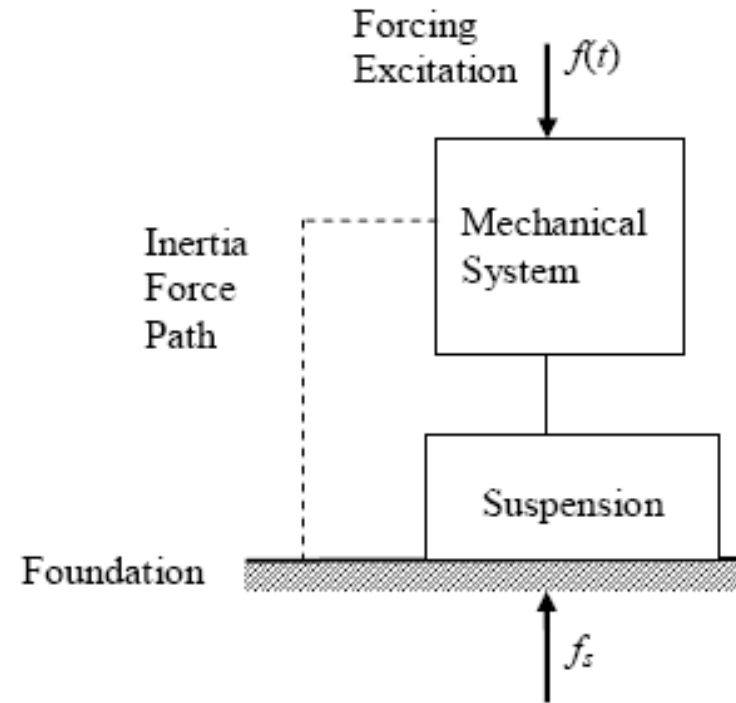 Forcing
Excitation
f(t)
Mechanical
System
Inertia
Force
Path
Suspension
Foundation
fs